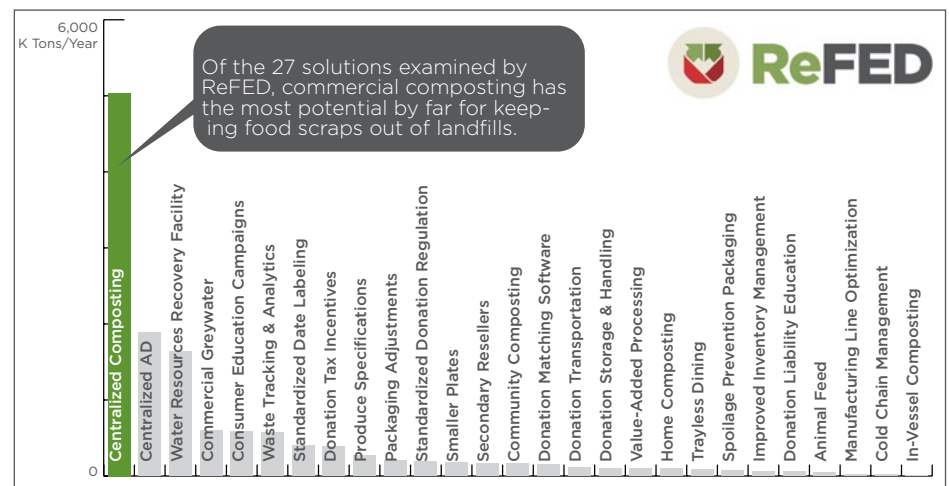 6,000
K Tons/Year
Of the 27 solutions examined by
ReFED, commercial composting has
the most potential by far for keep-
ing food scraps out of landfills.
ReFED
Centralized Composting
Centralized AD
Water Resources Recovery Facility
Commercial Greywater
Consumer Education Campaigns
Waste Tracking & Analytics
Standardized Date Labeling
Donation Tax Incentives
Produce Specifications
Packaging Adjustments
Standardized Donation Regulation
Smaller Plates
Secondary Resellers
Community Composting
Donation Matching Software
Donation Transportation
Donation Storage & Handling
Value-Added Processing
Home Composting
Trayless Dining
Spoilage Prevention Packaging
Improved Inventory Management
Donation Liability Education
Animal Feed
Manufacturing Line Optimization
Cold Chain Management
In-Vessel Composting
0